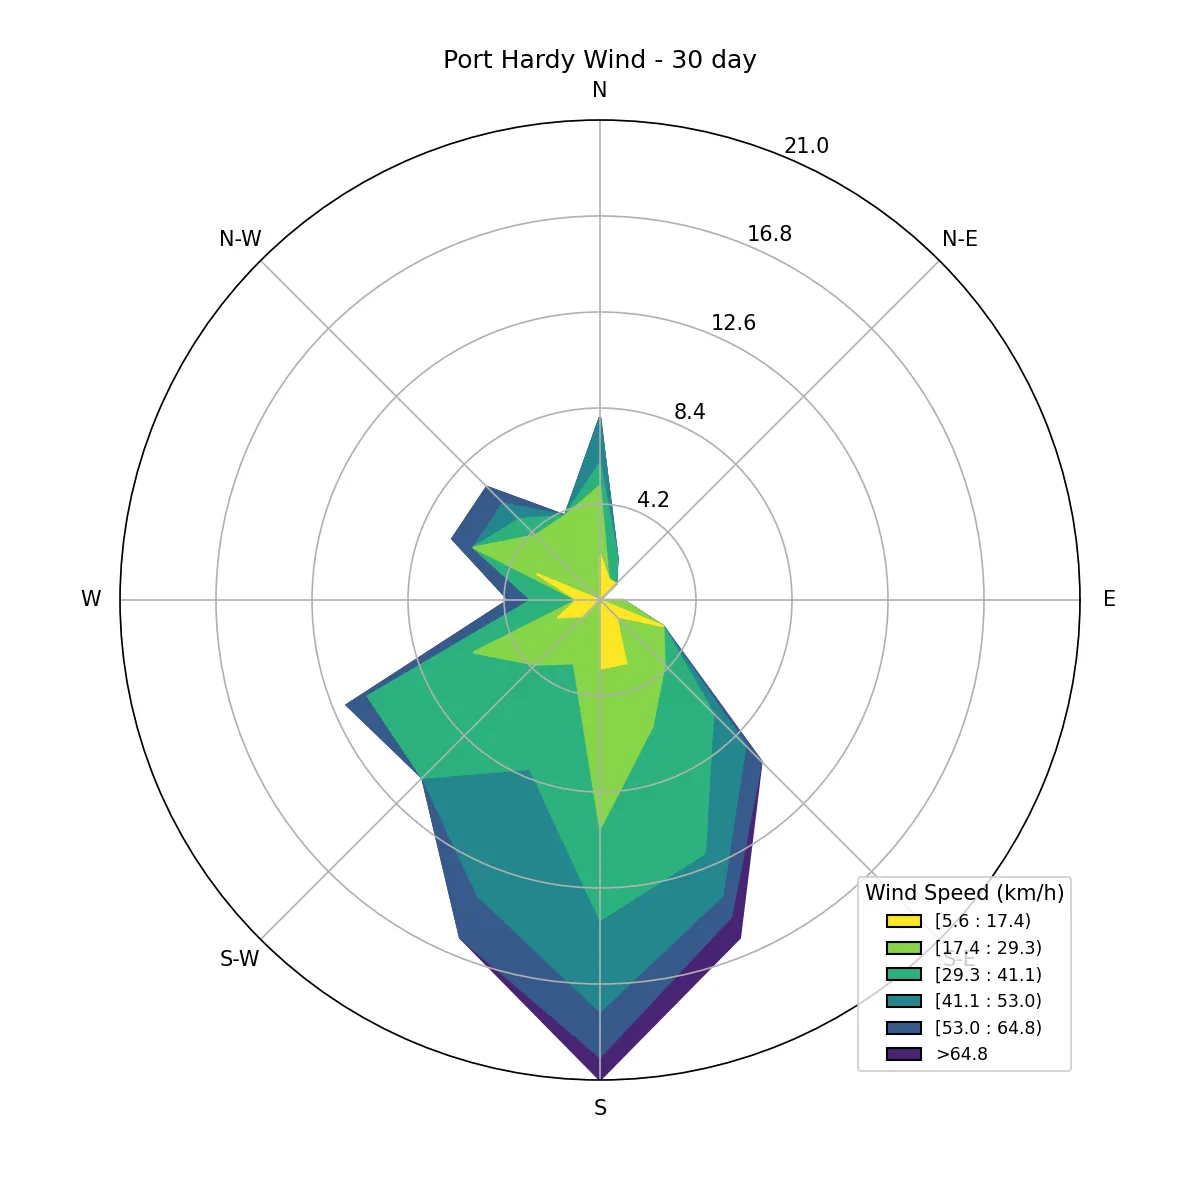 Port Hardy Wind - 30 day
N
21.0
16.8
N-W
N-E
12.6
8.4
4.2
W
E
Wind Speed (km/h)
[5.6 : 17.4)
[17.4 : 29.3)
S-W
S-E
[29.3 : 41.1)
[41.1 : 53.0)
[53.0 : 64.8)
>64.8
S